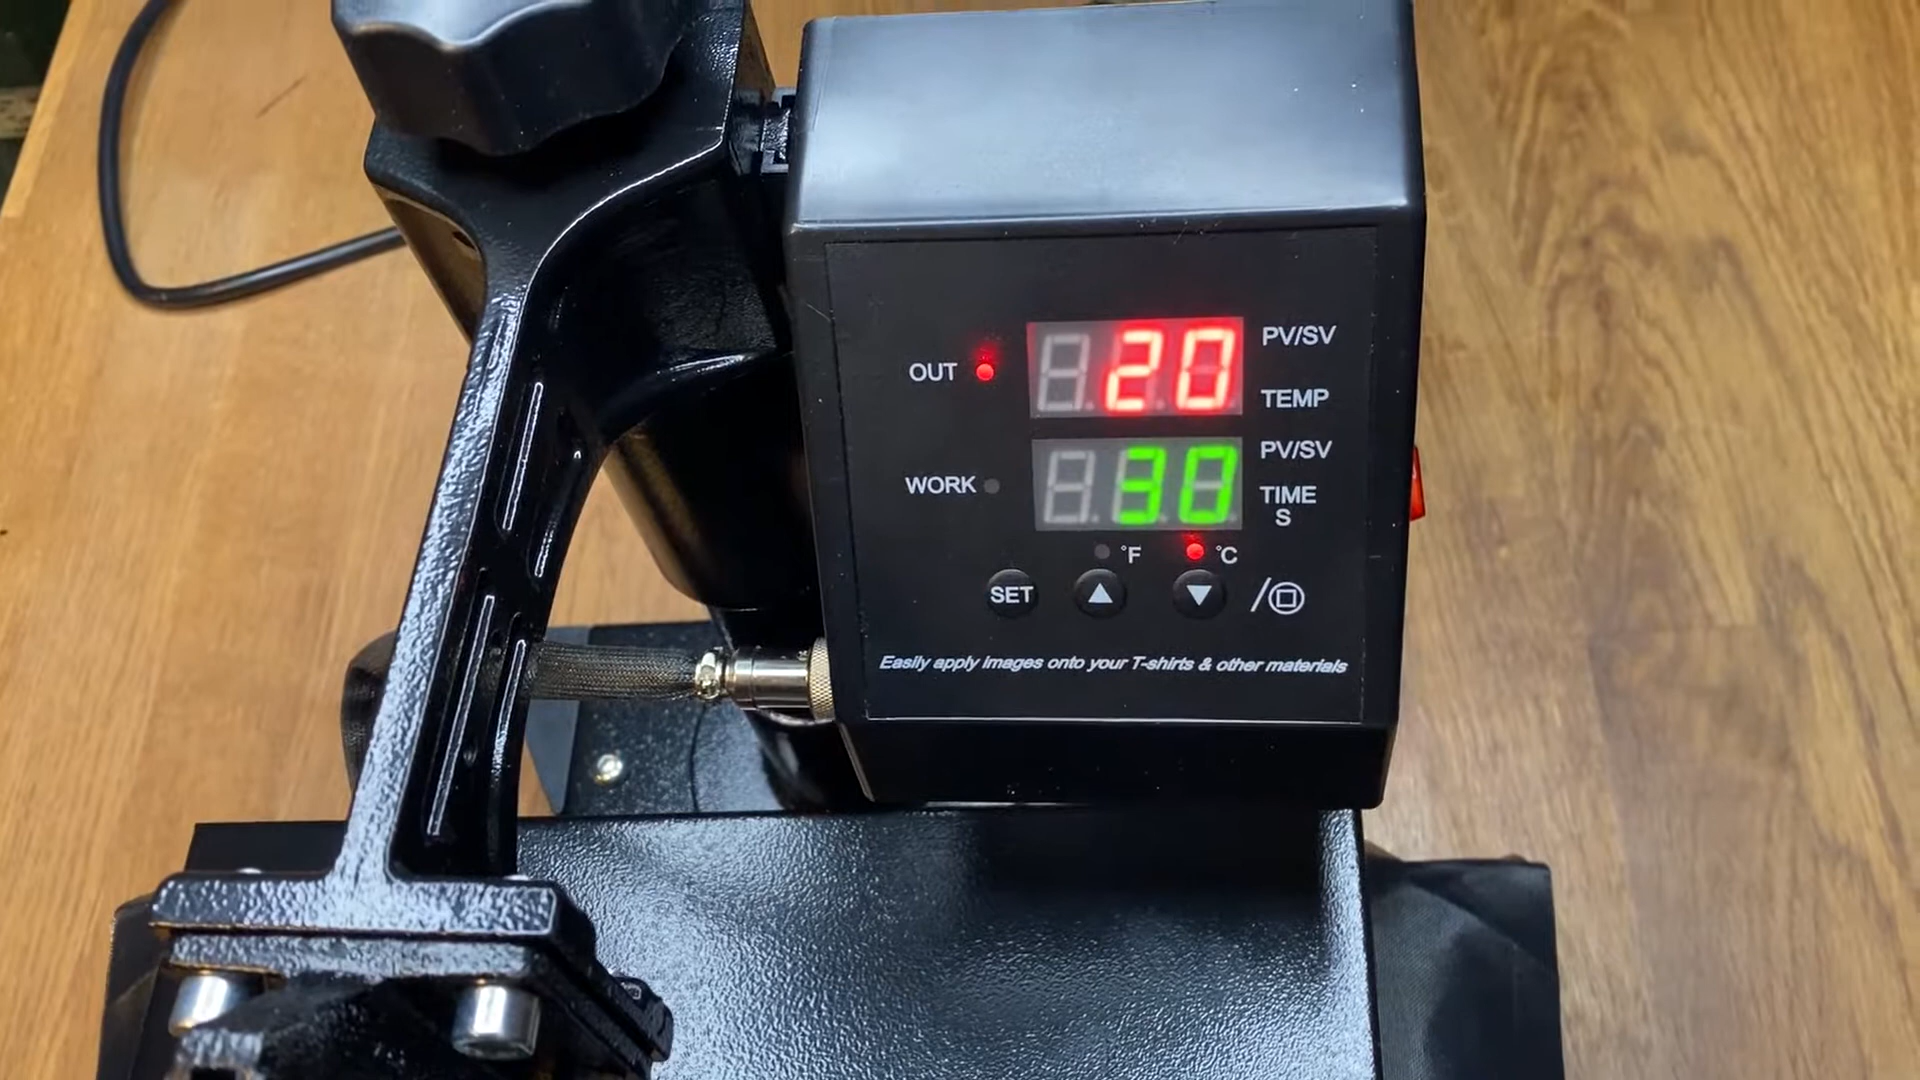 20
PV/SV
OUT
TEMP
30
PV/SV
WORK
TIME
S
°F
°C
SET
▲
▼
/
Easily apply images onto your T-shirts & other materials